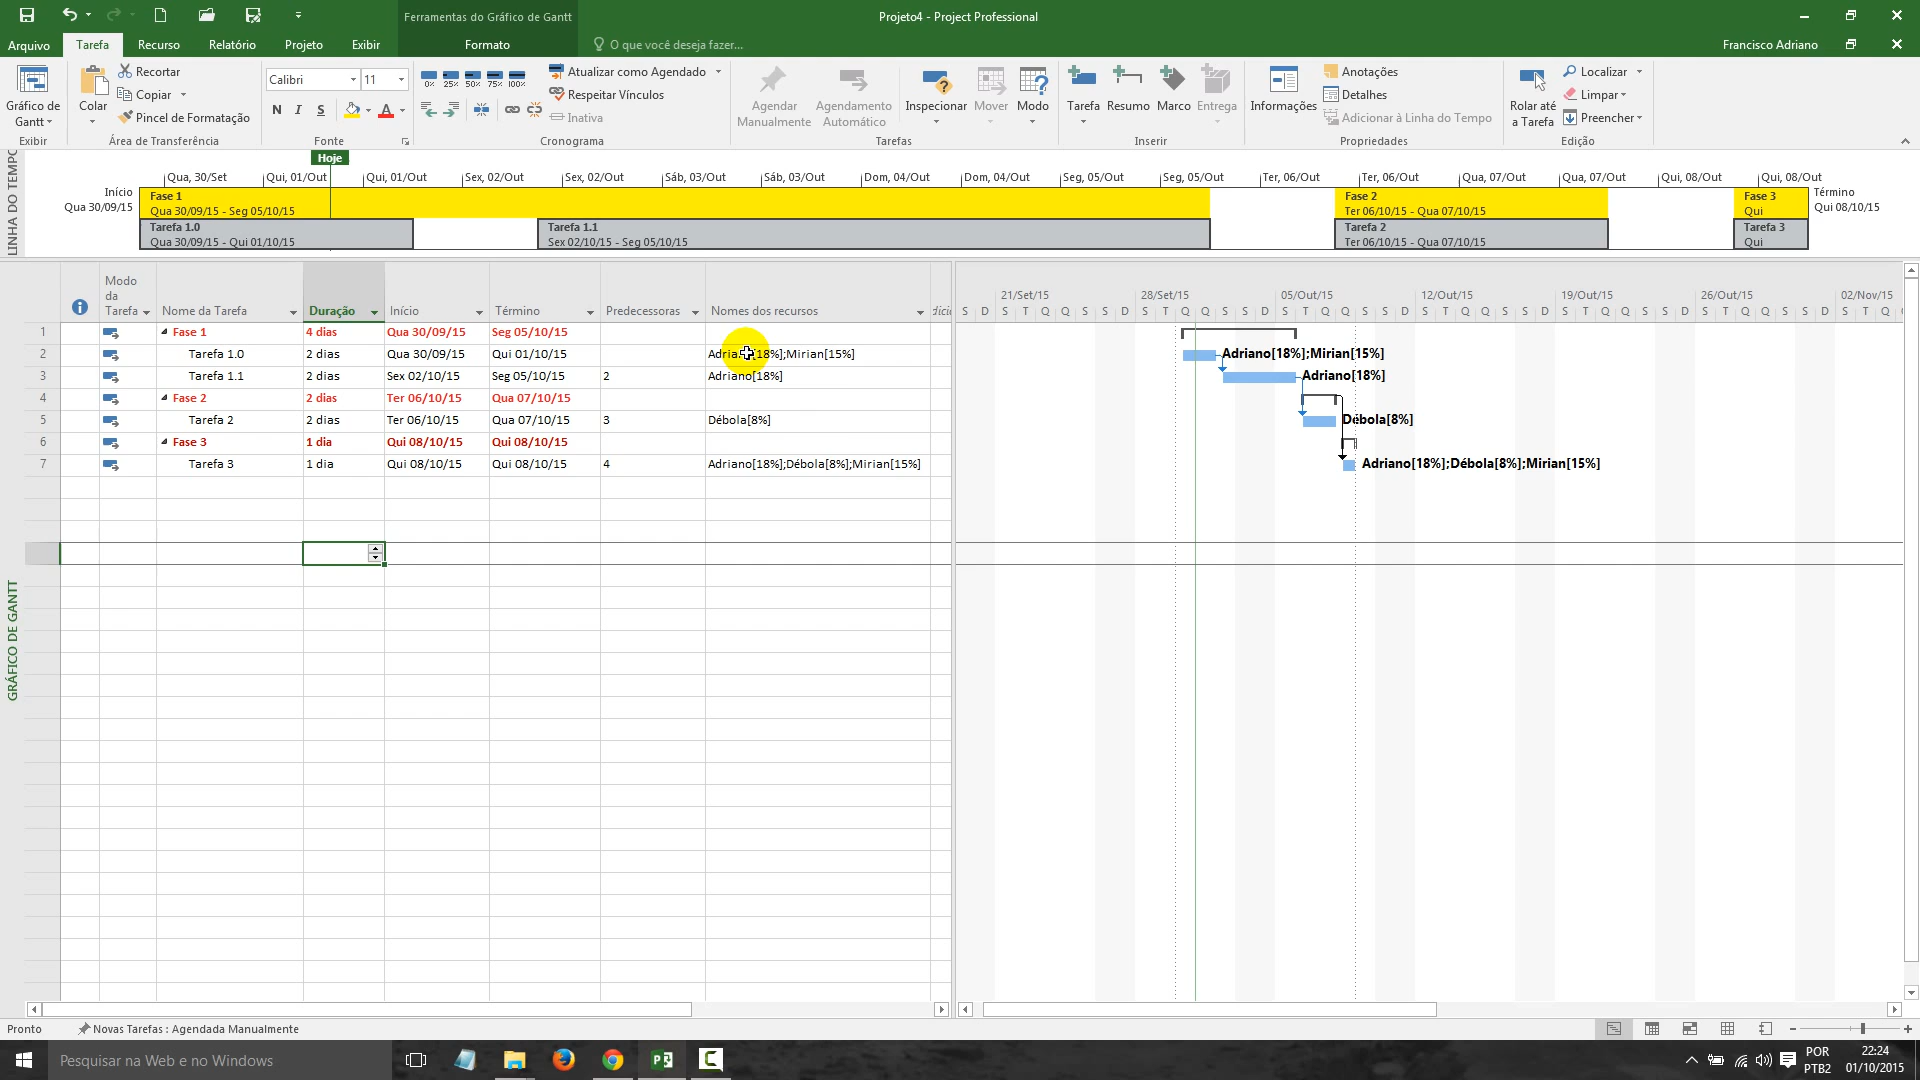 Ferramentas do Gráfico de Gantt
Projeto4 - Project Professional
Arquivo Tarefa Recurso Relatório Projeto Exibir Formato O que você deseja fazer... Francisco Adriano
Gráfico de Gantt
Exibir
Colar
Recortar
Copiar
Pincel de Formatação
Área de Transferência
Calibri 11
N I S A
Fonte
0% 25% 50% 75% 100%
Atualizar como Agendado
Respeitar Vínculos
Inativa
Cronograma
Agendar Manualmente
Agendamento Automático
Inspecionar
Mover
Modo
Tarefas
Tarefa
Resumo
Marco
Entrega
Inserir
Informações
Anotações
Detalhes
Adicionar à Linha do Tempo
Propriedades
Rolar até a Tarefa
Localizar
Limpar
Preencher
Edição
LINHA DO TEMPO
Hoje
Qua, 30/Set Qui, 01/Out Qui, 01/Out Sex, 02/Out Sex, 02/Out Sáb, 03/Out Sáb, 03/Out Dom, 04/Out Dom, 04/Out Seg, 05/Out Seg, 05/Out Ter, 06/Out Ter, 06/Out Qua, 07/Out Qua, 07/Out Qui, 08/Out Qui, 08/Out
Início
Qua 30/09/15
Fase 1
Qua 30/09/15 - Seg 05/10/15
Fase 2
Ter 06/10/15 - Qua 07/10/15
Fase 3
Qui
Término
Qui 08/10/15
Tarefa 1.0
Qua 30/09/15 - Qui 01/10/15
Tarefa 1.1
Sex 02/10/15 - Seg 05/10/15
Tarefa 2
Ter 06/10/15 - Qua 07/10/15
Tarefa 3
Qui
Modo da Tarefa Nome da Tarefa Duração Início Término Predecessoras Nomes dos recursos
21/Set/15 28/Set/15 05/Out/15 12/Out/15 19/Out/15 26/Out/15 02/Nov/15
S D S T Q Q S S D S T Q Q S S D S T Q Q S S D S T Q Q S S D S T Q Q S S D S T Q Q S S D S T Q
1 Fase 1 4 dias Qua 30/09/15 Seg 05/10/15
2 Tarefa 1.0 2 dias Qua 30/09/15 Qui 01/10/15 Adriano[18%];Mirian[15%] Adriano[18%];Mirian[15%]
3 Tarefa 1.1 2 dias Sex 02/10/15 Seg 05/10/15 2 Adriano[18%] Adriano[18%]
4 Fase 2 2 dias Ter 06/10/15 Qua 07/10/15
5 Tarefa 2 2 dias Ter 06/10/15 Qua 07/10/15 3 Débola[8%] Débola[8%]
6 Fase 3 1 dia Qui 08/10/15 Qui 08/10/15
7 Tarefa 3 1 dia Qui 08/10/15 Qui 08/10/15 4 Adriano[18%];Débola[8%];Mirian[15%] Adriano[18%];Débola[8%];Mirian[15%]
GRÁFICO DE GANTT
Pronto Novas Tarefas : Agendada Manualmente
Pesquisar na Web e no Windows
POR
PTB2
22:24
01/10/2015